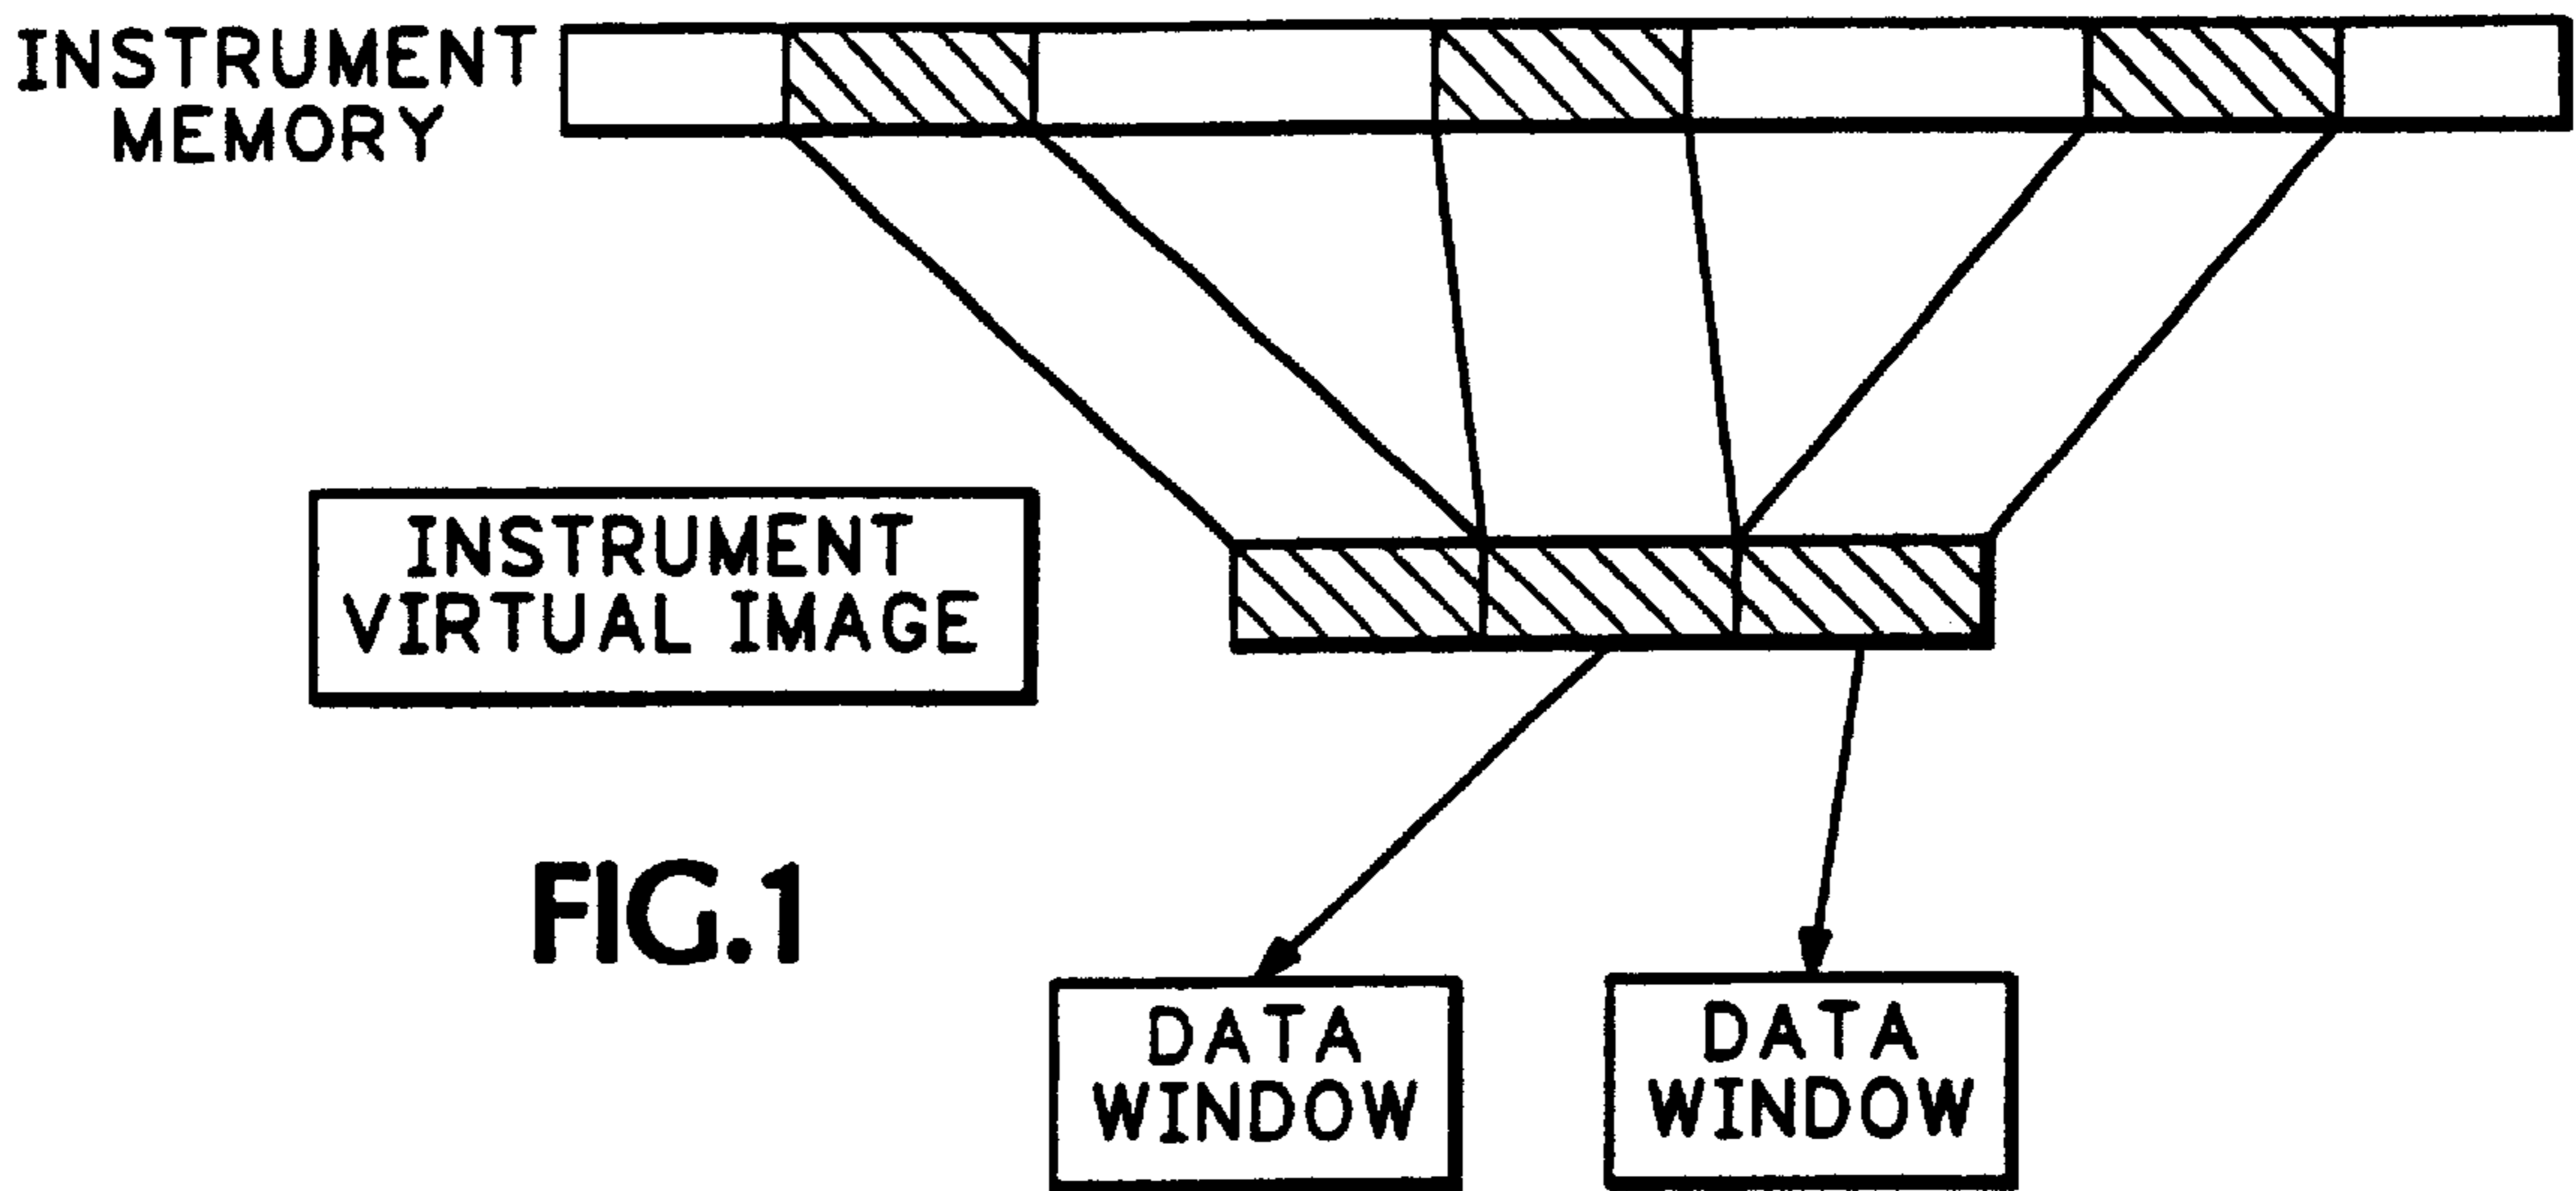 INSTRUMENT
MEMORY
INSTRUMENT
VIRTUAL IMAGE
FIG.1
DATA
WINDOW
DATA
WINDOW